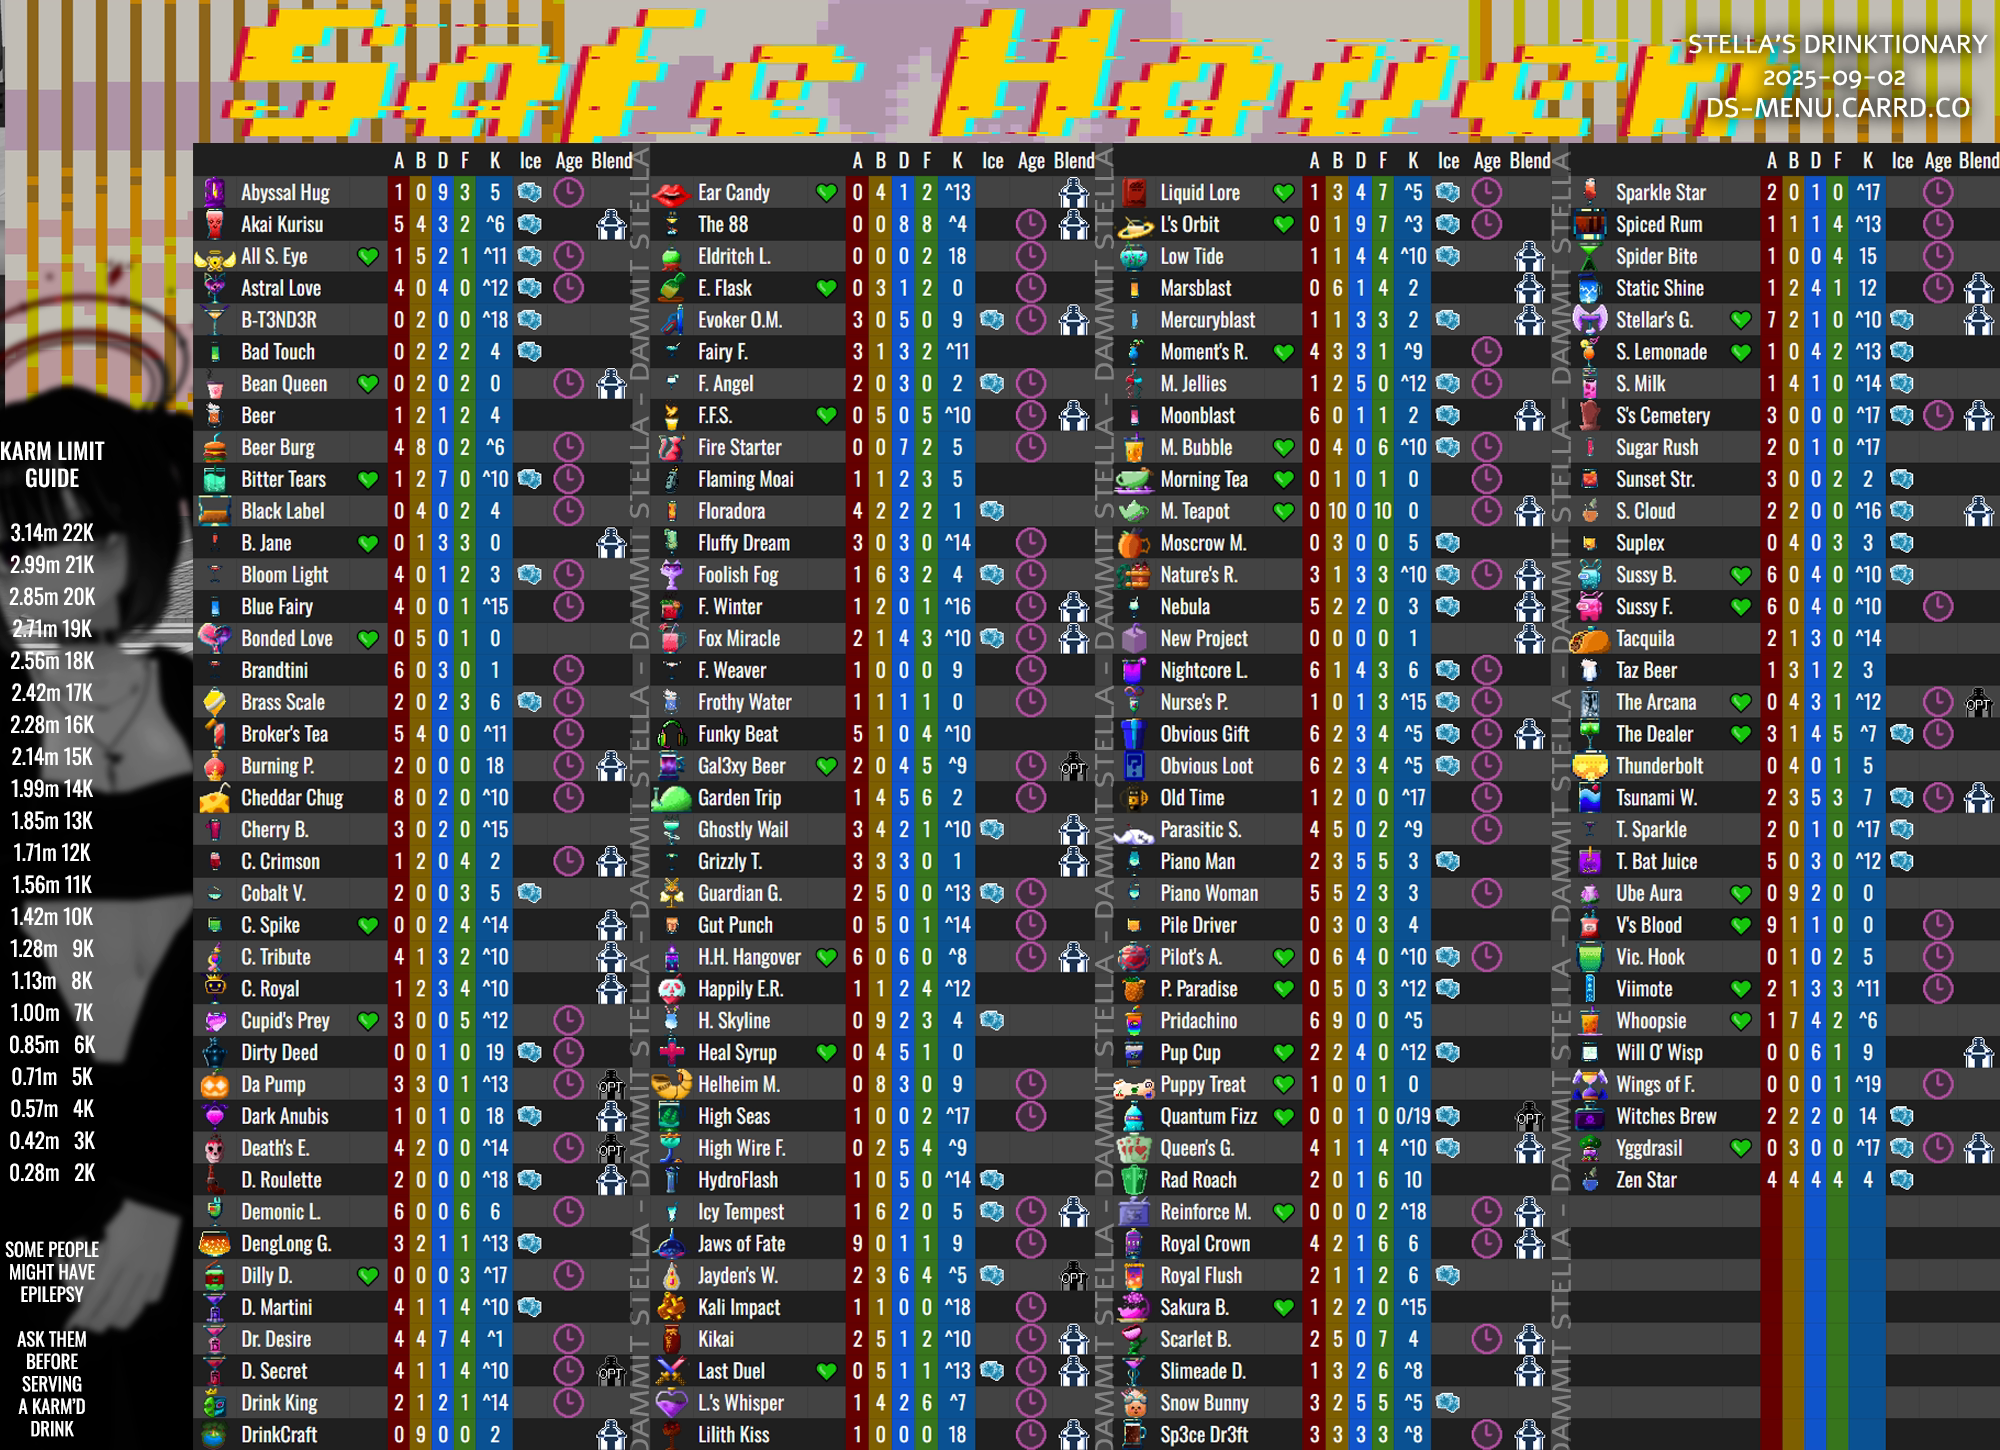 Safe Haven
STELLA'S DRINKTIONARY
2025-09-02
DS-MENU.CARRD.CO
KARM LIMIT
GUIDE
3.14m 22K
2.99m 21K
2.85m 20K
2.71m 19K
2.56m 18K
2.42m 17K
2.28m 16K
2.14m 15K
1.99m 14K
1.85m 13K
1.71m 12K
1.56m 11K
1.42m 10K
1.28m 9K
1.13m 8K
1.00m 7K
0.85m 6K
0.71m 5K
0.57m 4K
0.42m 3K
0.28m 2K
SOME PEOPLE
MIGHT HAVE
EPILEPSY
ASK THEM
BEFORE
SERVING
A KARM'D
DRINK
A B D F K Ice Age Blend
Abyssal Hug 1 0 9 3 5
Akai Kurisu 5 4 3 2 ^6
All S. Eye 1 5 2 1 ^11
Astral Love 4 0 4 0 ^12
B-T3ND3R 0 2 0 0 ^18
Bad Touch 0 2 2 2 4
Bean Queen 0 2 0 2 0
Beer 1 2 1 2 4
Beer Burg 4 8 0 2 ^6
Bitter Tears 1 2 7 0 ^10
Black Label 0 4 0 2 4
B. Jane 0 1 3 3 0
Bloom Light 4 0 1 2 3
Blue Fairy 4 0 0 1 ^15
Bonded Love 0 5 0 1 0
Brandtini 6 0 3 0 1
Brass Scale 2 0 2 3 6
Broker's Tea 5 4 0 0 ^11
Burning P. 2 0 0 0 18
Cheddar Chug 8 0 2 0 ^10
Cherry B. 3 0 2 0 ^15
C. Crimson 1 2 0 4 2
Cobalt V. 2 0 0 3 5
C. Spike 0 0 2 4 ^14
C. Tribute 4 1 3 2 ^10
C. Royal 1 2 3 4 ^10
Cupid's Prey 3 0 0 5 ^12
Dirty Deed 0 0 1 0 19
Da Pump 3 3 0 1 ^13 OPT
Dark Anubis 1 0 1 0 18
Death's E. 4 2 0 0 ^14 OPT
D. Roulette 2 0 0 0 ^18
Demonic L. 6 0 0 6 6
DengLong G. 3 2 1 1 ^13
Dilly D. 0 0 0 3 ^17
D. Martini 4 1 1 4 ^10
Dr. Desire 4 4 7 4 ^1
D. Secret 4 1 1 4 ^10 OPT
Drink King 2 1 2 1 ^14
DrinkCraft 0 9 0 0 2
DAMMIT STELLA - DAMMIT STELLA - DAMMIT STELLA - DAMMIT STELLA
A B D F K Ice Age Blend
Ear Candy 0 4 1 2 ^13
The 88 0 0 8 8 ^4
Eldritch L. 0 0 0 2 18
E. Flask 0 3 1 2 0
Evoker O.M. 3 0 5 0 9
Fairy F. 3 1 3 2 ^11
F. Angel 2 0 3 0 2
F.F.S. 0 5 0 5 ^10
Fire Starter 0 0 7 2 5
Flaming Moai 1 1 2 3 5
Floradora 4 2 2 2 1
Fluffy Dream 3 0 3 0 ^14
Foolish Fog 1 6 3 2 4
F. Winter 1 2 0 1 ^16
Fox Miracle 2 1 4 3 ^10
F. Weaver 1 0 0 0 9
Frothy Water 1 1 1 1 0
Funky Beat 5 1 0 4 ^10
Gal3xy Beer 2 0 4 5 ^9 OPT
Garden Trip 1 4 5 6 2
Ghostly Wail 3 4 2 1 ^10
Grizzly T. 3 3 3 0 1
Guardian G. 2 5 0 0 ^13
Gut Punch 0 5 0 1 ^14
H.H. Hangover 6 0 6 0 ^8
Happily E.R. 1 1 2 4 ^12
H. Skyline 0 9 2 3 4
Heal Syrup 0 4 5 1 0
Helheim M. 0 8 3 0 9
High Seas 1 0 0 2 ^17
High Wire F. 0 2 5 4 ^9
HydroFlash 1 0 5 0 ^14
Icy Tempest 1 6 2 0 5
Jaws of Fate 9 0 1 1 9
Jayden's W. 2 3 6 4 ^5 OPT
Kali Impact 1 1 0 0 ^18
Kikai 2 5 1 2 ^10
Last Duel 0 5 1 1 ^13
L.'s Whisper 1 4 2 6 ^7
Lilith Kiss 1 0 0 0 18
DAMMIT STELLA - DAMMIT STELLA - DAMMIT STELLA - DAMMIT STELLA
A B D F K Ice Age Blend
Liquid Lore 1 3 4 7 ^5
L's Orbit 0 1 9 7 ^3
Low Tide 1 1 4 4 ^10
Marsblast 0 6 1 4 2
Mercuryblast 1 1 3 3 2
Moment's R. 4 3 3 1 ^9
M. Jellies 1 2 5 0 ^12
Moonblast 6 0 1 1 2
M. Bubble 0 4 0 6 ^10
Morning Tea 0 1 0 1 0
M. Teapot 0 10 0 10 0
Moscrow M. 0 3 0 0 5
Nature's R. 3 1 3 3 ^10
Nebula 5 2 2 0 3
New Project 0 0 0 0 1
Nightcore L. 6 1 4 3 6
Nurse's P. 1 0 1 3 ^15
Obvious Gift 6 2 3 4 ^5
Obvious Loot 6 2 3 4 ^5
Old Time 1 2 0 0 ^17
Parasitic S. 4 5 0 2 ^9
Piano Man 2 3 5 5 3
Piano Woman 5 5 2 3 3
Pile Driver 0 3 0 3 4
Pilot's A. 0 6 4 0 ^10
P. Paradise 0 5 0 3 ^12
Pridachino 6 9 0 0 ^5
Pup Cup 2 2 4 0 ^12
Puppy Treat 1 0 0 1 0
Quantum Fizz 0 0 1 0 0/19 OPT
Queen's G. 4 1 1 4 ^10
Rad Roach 2 0 1 6 10
Reinforce M. 0 0 0 2 ^18
Royal Crown 4 2 1 6 6
Royal Flush 2 1 1 2 6
Sakura B. 1 2 2 0 ^15
Scarlet B. 2 5 0 7 4
Slimeade D. 1 3 2 6 ^8
Snow Bunny 3 2 5 5 ^5
Sp3ce Dr3ft 3 3 3 3 ^8
DAMMIT STELLA - DAMMIT STELLA - DAMMIT STELLA - DAMMIT STELLA
A B D F K Ice Age Blend
Sparkle Star 2 0 1 0 ^17
Spiced Rum 1 1 1 4 ^13
Spider Bite 1 0 0 4 15
Static Shine 1 2 4 1 12
Stellar's G. 7 2 1 0 ^10
S. Lemonade 1 0 4 2 ^13
S. Milk 1 4 1 0 ^14
S's Cemetery 3 0 0 0 ^17
Sugar Rush 2 0 1 0 ^17
Sunset Str. 3 0 0 2 2
S. Cloud 2 2 0 0 ^16
Suplex 0 4 0 3 3
Sussy B. 6 0 4 0 ^10
Sussy F. 6 0 4 0 ^10
Tacquila 2 1 3 0 ^14
Taz Beer 1 3 1 2 3
The Arcana 0 4 3 1 ^12 OPT
The Dealer 3 1 4 5 ^7
Thunderbolt 0 4 0 1 5
Tsunami W. 2 3 5 3 7
T. Sparkle 2 0 1 0 ^17
T. Bat Juice 5 0 3 0 ^12
Ube Aura 0 9 2 0 0
V's Blood 9 1 1 0 0
Vic. Hook 0 1 0 2 5
Viimote 2 1 3 3 ^11
Whoopsie 1 7 4 2 ^6
Will O' Wisp 0 0 6 1 9
Wings of F. 0 0 0 1 ^19
Witches Brew 2 2 2 0 14
Yggdrasil 0 3 0 0 ^17
Zen Star 4 4 4 4 4